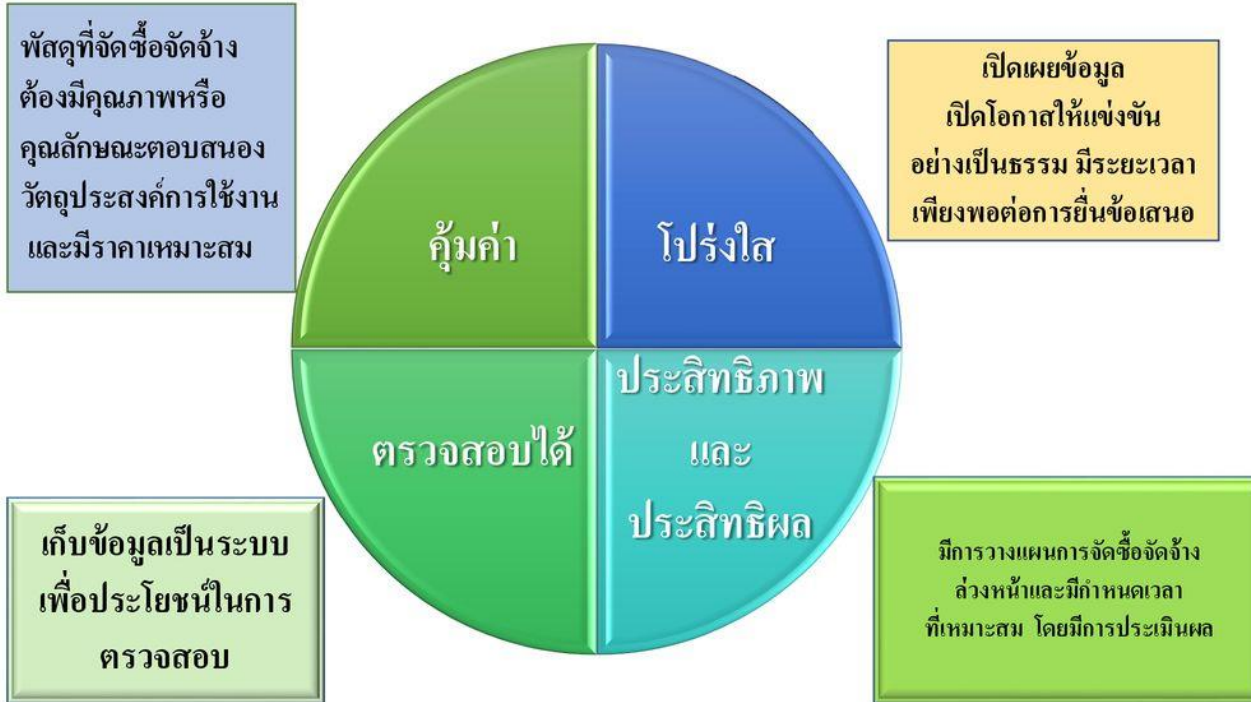 พัสดุที่จัดซื้อจัดจ้าง
ต้องมีคุณภาพหรือ
คุณลักษณะตอบสนอง
วัตถุประสงค์การใช้งาน
และมีราคาเหมาะสม
คุ้มค่า
โปร่งใส
เปิดเผยข้อมูล
เปิดโอกาสให้แข่งขัน
อย่างเป็นธรรม มีระยะเวลา
เพียงพอต่อการยื่นข้อเสนอ
ตรวจสอบได้
ประสิทธิภาพ
และ
ประสิทธิผล
เก็บข้อมูลเป็นระบบ
เพื่อประโยชน์ในการ
ตรวจสอบ
มีการวางแผนการจัดซื้อจัดจ้าง
ล่วงหน้าและมีกำหนดเวลา
ที่เหมาะสม โดยมีการประเมินผล